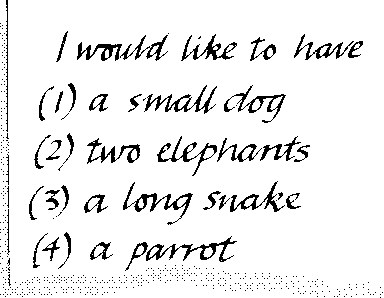 I would like to have
(1) a small dog
(2) two elephants
(3) a long snake
(4) a parrot